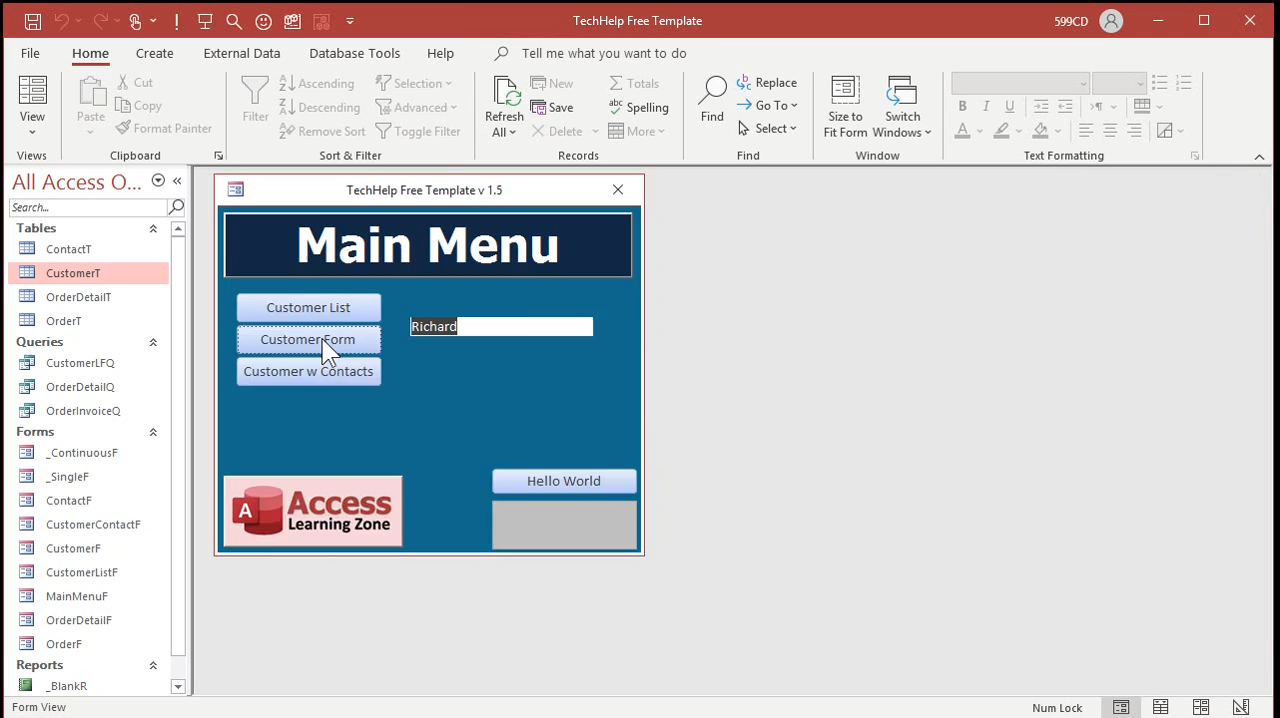 TechHelp Free Template
599CD
File
Home
Create
External Data
Database Tools
Help
Tell me what you want to do
View
Views
Paste
Cut
Copy
Format Painter
Clipboard
Filter
Ascending
Descending
Remove Sort
Selection
Advanced
Toggle Filter
Sort & Filter
Refresh
All
New
Save
Delete
Totals
Spelling
More
Records
Find
Replace
Go To
Select
Find
Size to
Fit Form
Switch
Windows
Window
B I U
A
Text Formatting
All Access O...
Search...
Tables
ContactT
CustomerT
OrderDetailT
OrderT
Queries
CustomerLFQ
OrderDetailQ
OrderInvoiceQ
Forms
_ContinuousF
_SingleF
ContactF
CustomerContactF
CustomerF
CustomerListF
MainMenuF
OrderDetailF
OrderF
Reports
_BlankR
TechHelp Free Template v 1.5
Main Menu
Customer List
Customer Form
Customer w Contacts
Richard
A Access
Learning Zone
Hello World
Form View
Num Lock